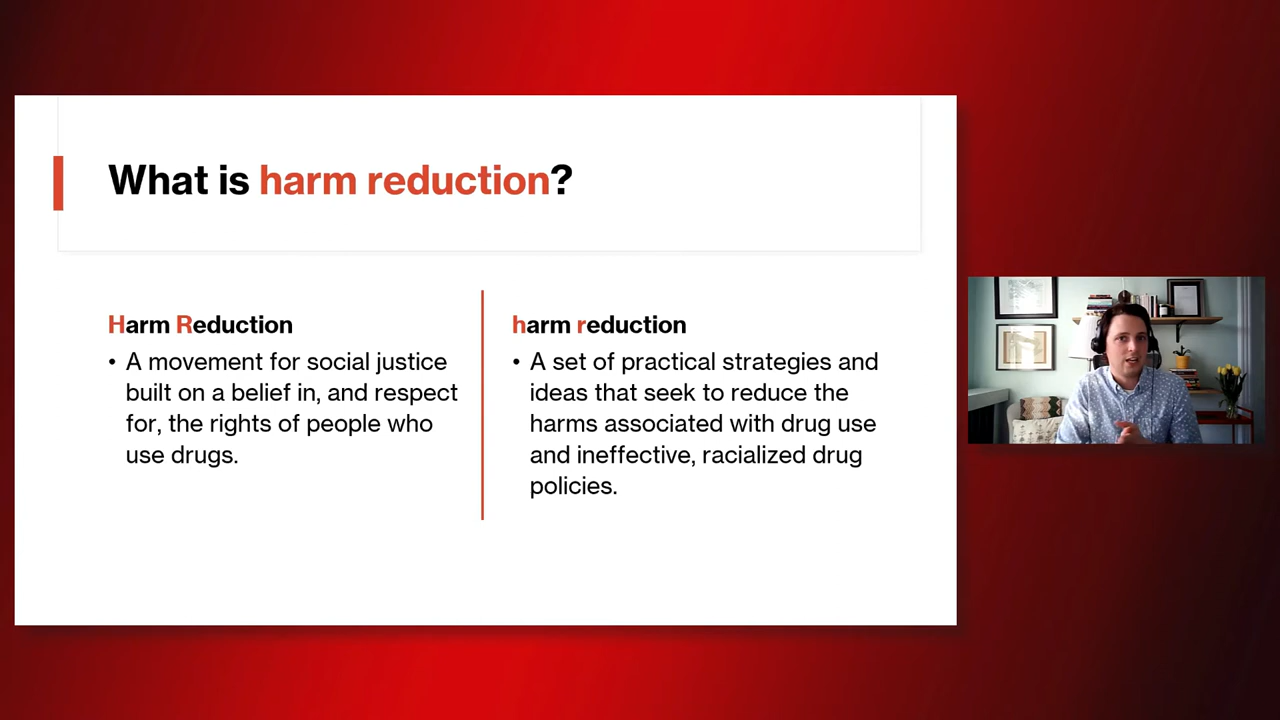 What is harm reduction?
Harm Reduction
• A movement for social justice
built on a belief in, and respect
for, the rights of people who
use drugs.
harm reduction
• A set of practical strategies and
ideas that seek to reduce the
harms associated with drug use
and ineffective, racialized drug
policies.